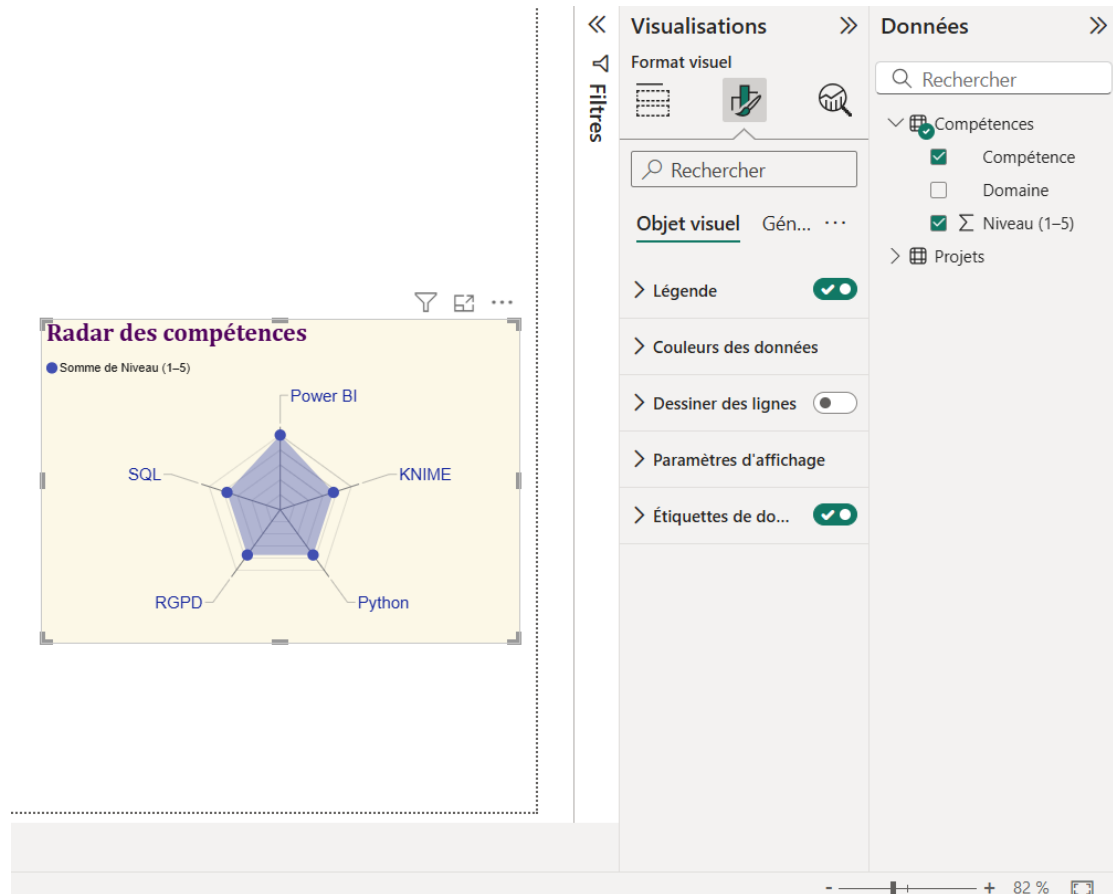 Radar des compétences
Somme de Niveau (1–5)
Power BI
SQL
KNIME
RGPD
Python
Filtres
Visualisations
Format visuel
Rechercher
Objet visuel Gén... ···
Légende
Couleurs des données
Dessiner des lignes
Paramètres d'affichage
Étiquettes de do...
Données
Rechercher
Compétences
Compétence
Domaine
∑ Niveau (1–5)
Projets
- + 82 %